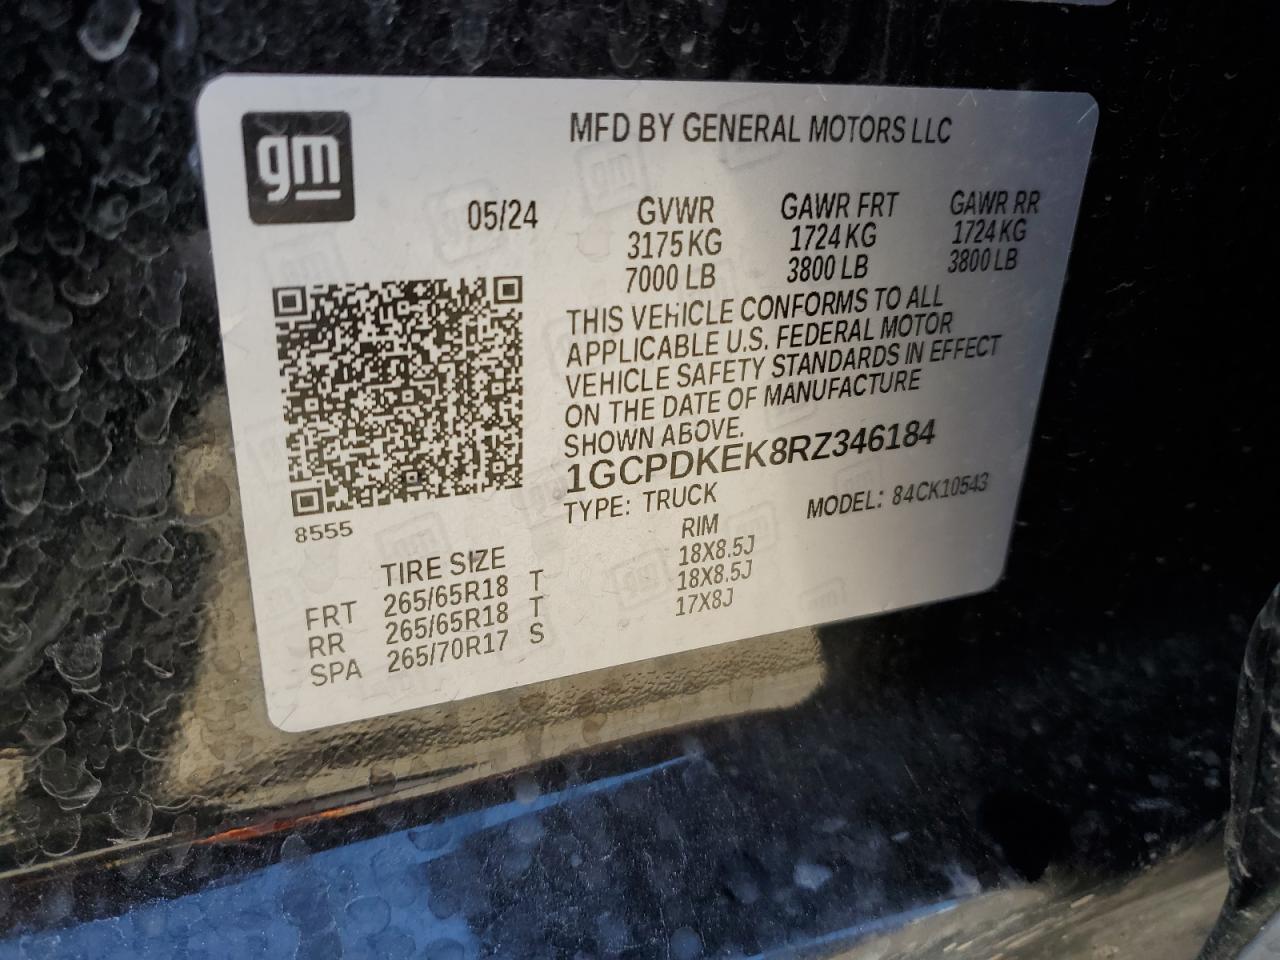 gm
MFD BY GENERAL MOTORS LLC
05/24 GVWR GAWR FRT GAWR RR
3175 KG 1724 KG 1724 KG
7000 LB 3800 LB 3800 LB
THIS VEHICLE CONFORMS TO ALL
APPLICABLE U.S. FEDERAL MOTOR
VEHICLE SAFETY STANDARDS IN EFFECT
ON THE DATE OF MANUFACTURE
SHOWN ABOVE.
1GCPDKEK8RZ346184
TYPE: TRUCK MODEL: 84CK10543
8555
TIRE SIZE RIM
FRT 265/65R18 T 18X8.5J
RR 265/65R18 T 18X8.5J
SPA 265/70R17 S 17X8J